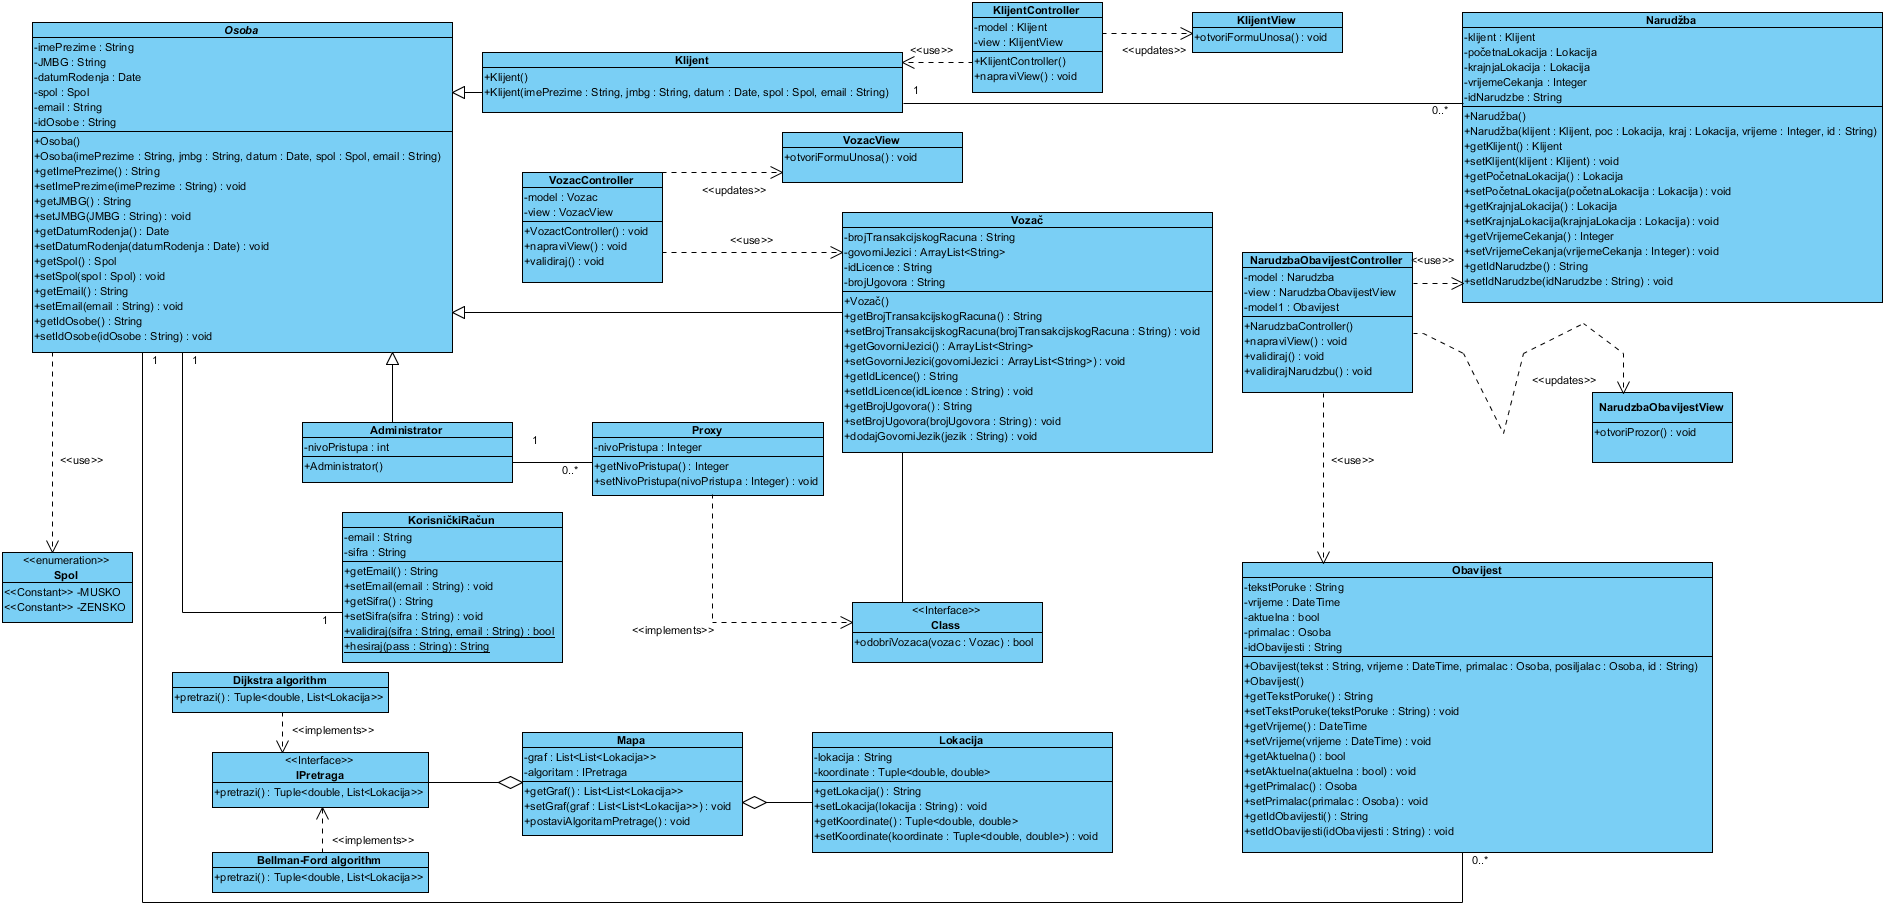 Osoba
-imePrezime : String
-JMBG : String
-datumRodenja : Date
-spol : Spol
-email : String
-idOsobe : String
+Osoba()
+Osoba(imePrezime : String, jmbg : String, datum : Date, spol : Spol, email : String)
+getImePrezime() : String
+setImePrezime(imePrezime : String) : void
+getJMBG() : String
+setJMBG(JMBG : String) : void
+getDatumRodenja() : Date
+setDatumRodenja(datumRodenja : Date) : void
+getSpol() : Spol
+setSpol(spol : Spol) : void
+getEmail() : String
+setEmail(email : String) : void
+getIdOsobe() : String
+setIdOsobe(idOsobe : String) : void
Klijent
+Klijent()
+Klijent(imePrezime : String, jmbg : String, datum : Date, spol : Spol, email : String)
<<use>>
KlijentController
-model : Klijent
-view : KlijentView
+KlijentController()
+napraviView() : void
<<updates>>
KlijentView
+otvoriFormuUnosa() : void
1
0..*
Narudžba
-klijent : Klijent
-početnaLokacija : Lokacija
-krajnjaLokacija : Lokacija
-vrijemeCekanja : Integer
-idNarudzbe : String
+Narudžba()
+Narudžba(klijent : Klijent, poc : Lokacija, kraj : Lokacija, vrijeme : Integer, id : String)
+getKlijent() : Klijent
+setKlijent(klijent : Klijent) : void
+getPočetnaLokacija() : Lokacija
+setPočetnaLokacija(početnaLokacija : Lokacija) : void
+getKrajnjaLokacija() : Lokacija
+setKrajnjaLokacija(krajnjaLokacija : Lokacija) : void
+getVrijemeCekanja() : Integer
+setVrijemeCekanja(vrijemeCekanja : Integer) : void
+getIdNarudzbe() : String
+setIdNarudzbe(idNarudzbe : String) : void
VozacView
+otvoriFormuUnosa() : void
VozacController
-model : Vozac
-view : VozacView
+VozactController() : void
+napraviView() : void
+validiraj() : void
<<updates>>
<<use>>
Vozač
-brojTransakcijskogRacuna : String
-govorniJezici : ArrayList<String>
-idLicence : String
-brojUgovora : String
+Vozač()
+getBrojTransakcijskogRacuna() : String
+setBrojTransakcijskogRacuna(brojTransakcijskogRacuna : String) : void
+getGovorniJezici() : ArrayList<String>
+setGovorniJezici(govorniJezici : ArrayList<String>) : void
+getIdLicence() : String
+setIdLicence(idLicence : String) : void
+getBrojUgovora() : String
+setBrojUgovora(brojUgovora : String) : void
+dodajGovorniJezik(jezik : String) : void
NarudzbaObavijestController
-model : Narudzba
-view : NarudzbaObavijestView
-model1 : Obavijest
+NarudzbaController()
+napraviView() : void
+validiraj() : void
+validirajNarudzbu() : void
<<use>>
<<updates>>
NarudzbaObavijestView
+otvoriProzor() : void
<<use>>
1
1
<<use>>
Administrator
-nivoPristupa : int
+Administrator()
1
0..*
Proxy
-nivoPristupa : Integer
+getNivoPristupa() : Integer
+setNivoPristupa(nivoPristupa : Integer) : void
KorisničkiRačun
-email : String
-sifra : String
+getEmail() : String
+setEmail(email : String) : void
+getSifra() : String
+setSifra(sifra : String) : void
+validiraj(sifra : String, email : String) : bool
+hesiraj(pass : String) : String
1
<<enumeration>>
Spol
<<Constant>> -MUSKO
<<Constant>> -ZENSKO
<<implements>>
<<Interface>>
Class
+odobriVozaca(vozac : Vozac) : bool
Obavijest
-tekstPoruke : String
-vrijeme : DateTime
-aktuelna : bool
-primalac : Osoba
-idObavijesti : String
+Obavijest(tekst : String, vrijeme : DateTime, primalac : Osoba, posiljalac : Osoba, id : String)
+Obavijest()
+getTekstPoruke() : String
+setTekstPoruke(tekstPoruke : String) : void
+getVrijeme() : DateTime
+setVrijeme(vrijeme : DateTime) : void
+getAktuelna() : bool
+setAktuelna(aktuelna : bool) : void
+getPrimalac() : Osoba
+setPrimalac(primalac : Osoba) : void
+getIdObavijesti() : String
+setIdObavijesti(idObavijesti : String) : void
0..*
Dijkstra algorithm
+pretrazi() : Tuple<double, List<Lokacija>>
<<implements>>
<<Interface>>
IPretraga
+pretrazi() : Tuple<double, List<Lokacija>>
<<implements>>
Bellman-Ford algorithm
+pretrazi() : Tuple<double, List<Lokacija>>
Mapa
-graf : List<List<Lokacija>>
-algoritam : IPretraga
+getGraf() : List<List<Lokacija>>
+setGraf(graf : List<List<Lokacija>>) : void
+postaviAlgoritamPretrage() : void
Lokacija
-lokacija : String
-koordinate : Tuple<double, double>
+getLokacija() : String
+setLokacija(lokacija : String) : void
+getKoordinate() : Tuple<double, double>
+setKoordinate(koordinate : Tuple<double, double>) : void